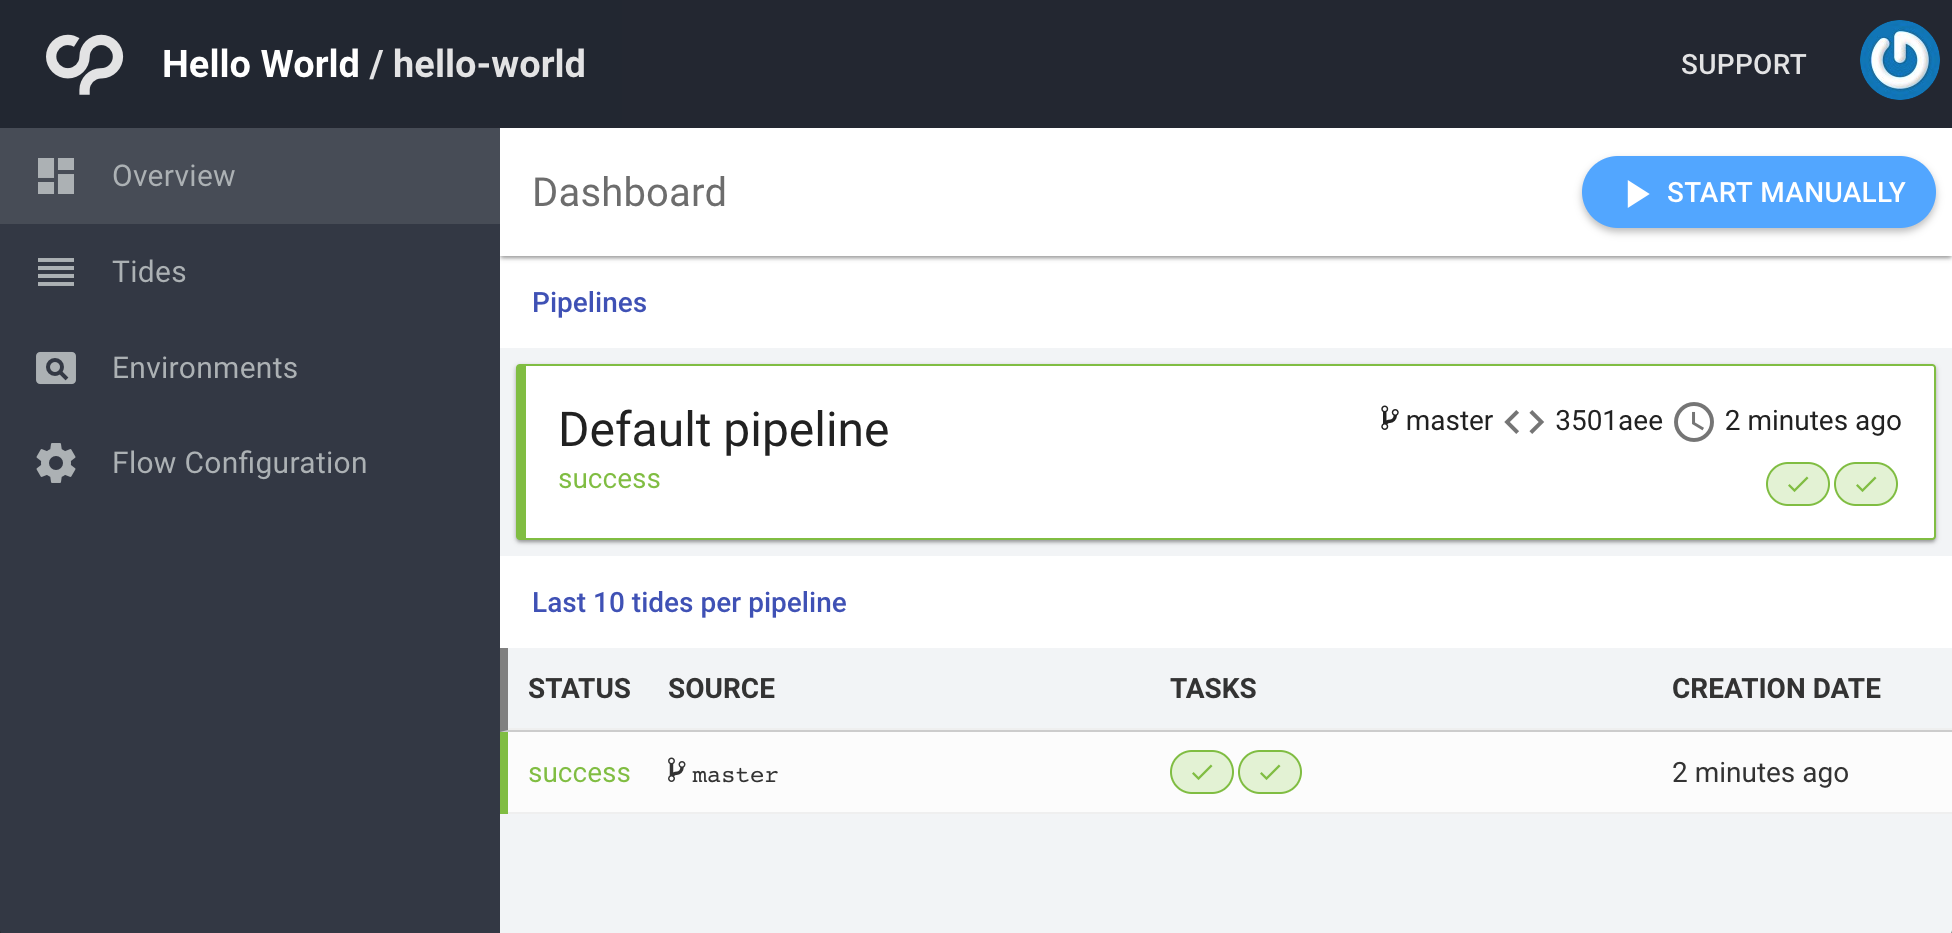 Hello World / hello-world
SUPPORT
Overview
Tides
Environments
Flow Configuration
Dashboard
START MANUALLY
Pipelines
Default pipeline
success
master 3501aee 2 minutes ago
Last 10 tides per pipeline
STATUS SOURCE TASKS CREATION DATE
success master 2 minutes ago